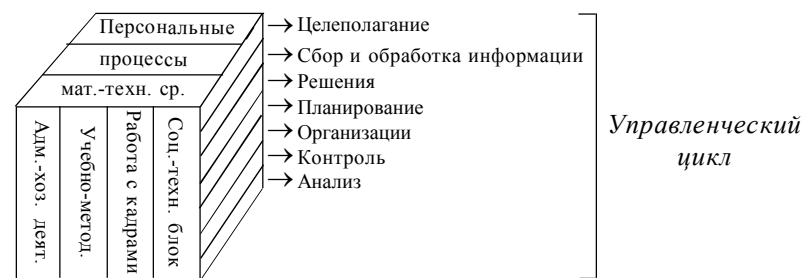 Персональные
процессы
мат.-техн. ср.
Адм.-хоз. деят.
Учебно-метод.
Работа с кадрами
Соц.-техн. блок
→ Целеполагание
→ Сбор и обработка информации
→ Решения
→ Планирование
→ Организации
→ Контроль
→ Анализ
Управленческий
цикл